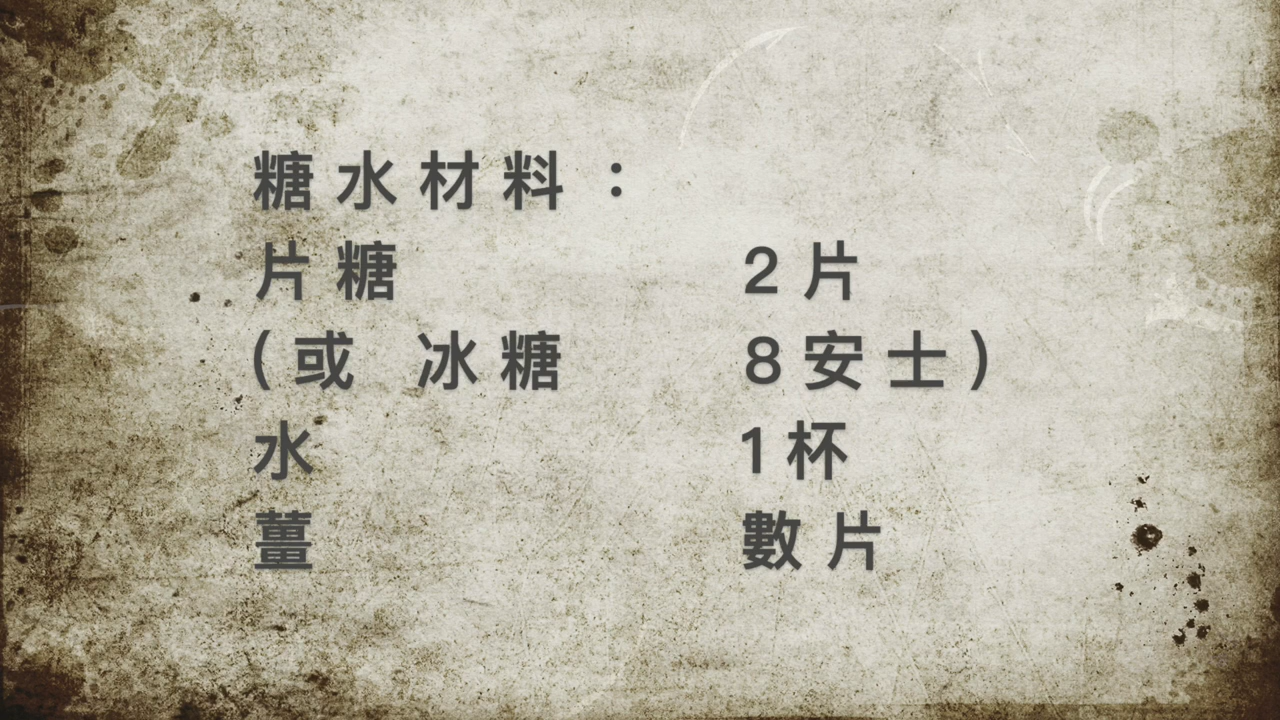 糖水材料：
片糖 2片
(或 冰糖 8安士)
水 1杯
薑 數片